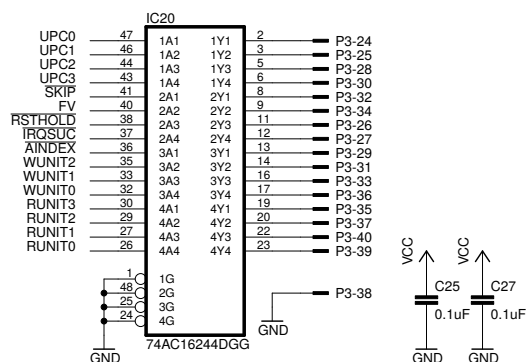 IC20
UPC0 47 1A1 1Y1 2 P3-24
UPC1 46 1A2 1Y2 3 P3-25
UPC2 44 1A3 1Y3 5 P3-28
UPC3 43 1A4 1Y4 6 P3-30
SKIP 41 2A1 2Y1 8 P3-32
FV 40 2A2 2Y2 9 P3-34
RSTHOLD 38 2A3 2Y3 11 P3-26
IRQSUC 37 2A4 2Y4 12 P3-27
AINDEX 36 3A1 3Y1 13 P3-29
WUNIT2 35 3A2 3Y2 14 P3-31
WUNIT1 33 3A3 3Y3 16 P3-33
WUNIT0 32 3A4 3Y4 17 P3-36
RUNIT3 30 4A1 4Y1 19 P3-35
RUNIT2 29 4A2 4Y2 20 P3-37
RUNIT1 27 4A3 4Y3 22 P3-40
RUNIT0 26 4A4 4Y4 23 P3-39
1 1G
48 2G
25 3G
24 4G
P3-38
GND
GND
74AC16244DGG
VCC
VCC
C25
C27
0.1uF
0.1uF
GND
GND